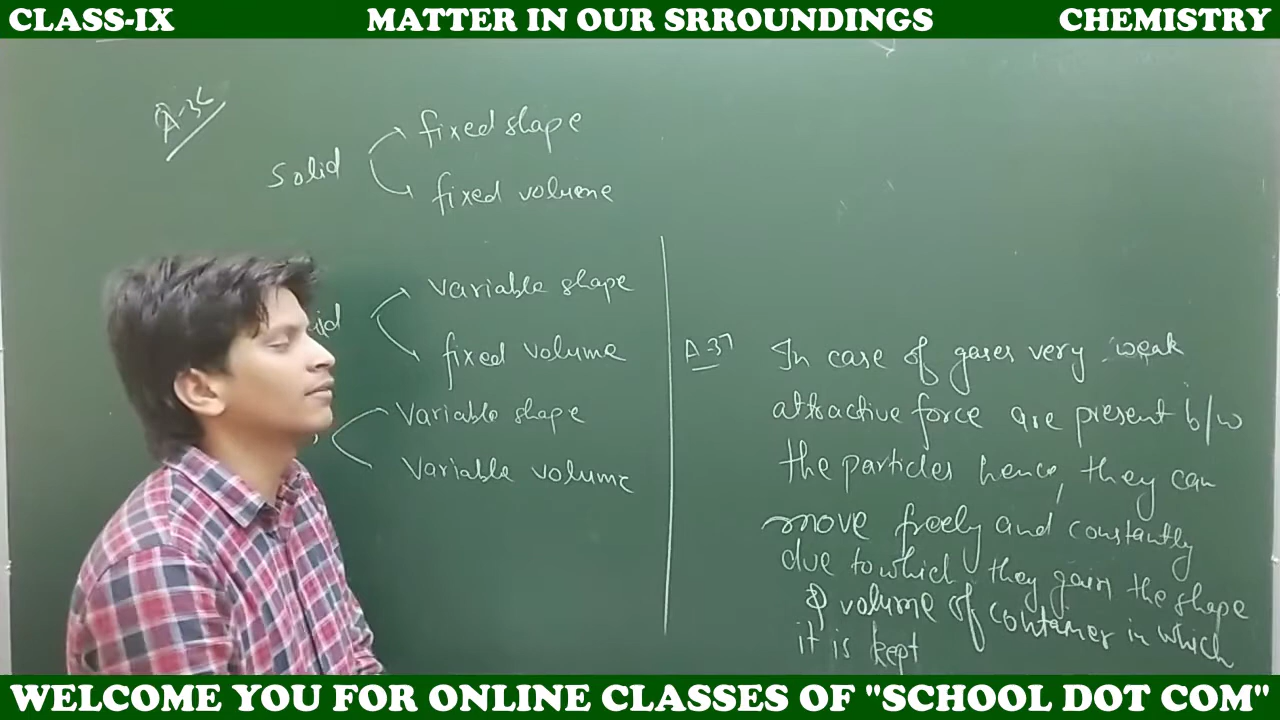 CLASS-IX MATTER IN OUR SRROUNDINGS CHEMISTRY
A-36
Solid
fixed shape
fixed volume
id
variable shape
fixed volume
Variable shape
Variable volume
A-37
In case of gases very weak
attractive force are present b/w
the particles hence, they can
move freely and constantly
due to which they gain the shape
& volume of container in which
it is kept
WELCOME YOU FOR ONLINE CLASSES OF "SCHOOL DOT COM"